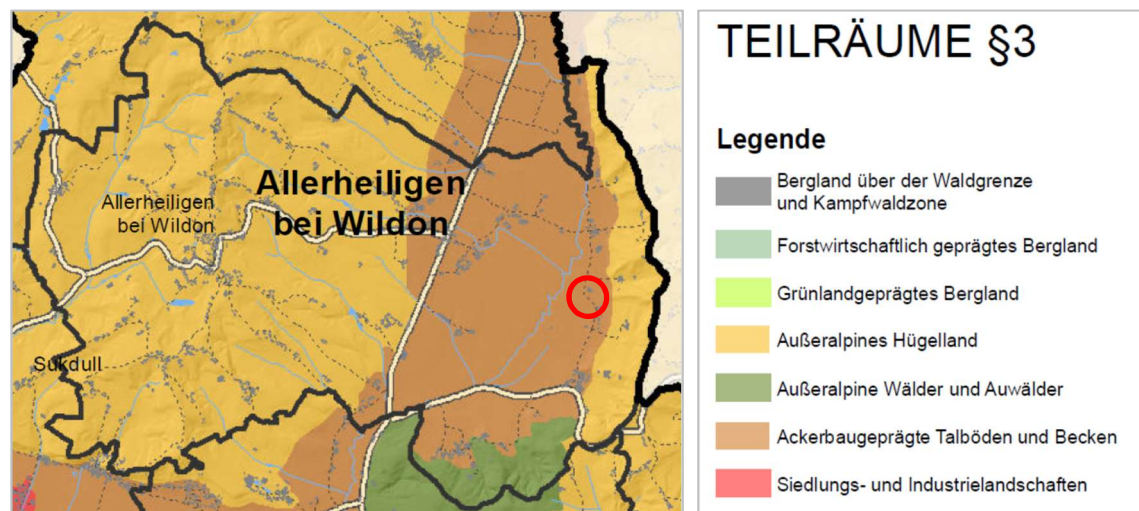 Allerheiligen
bei Wildon
Allerheiligen
bei Wildon
Sukdull
TEILRÄUME §3
Legende
Bergland über der Waldgrenze
und Kampfwaldzone
Forstwirtschaftlich geprägtes Bergland
Grünlandgeprägtes Bergland
Außeralpines Hügelland
Außeralpine Wälder und Auwälder
Ackerbaugeprägte Talböden und Becken
Siedlungs- und Industrielandschaften